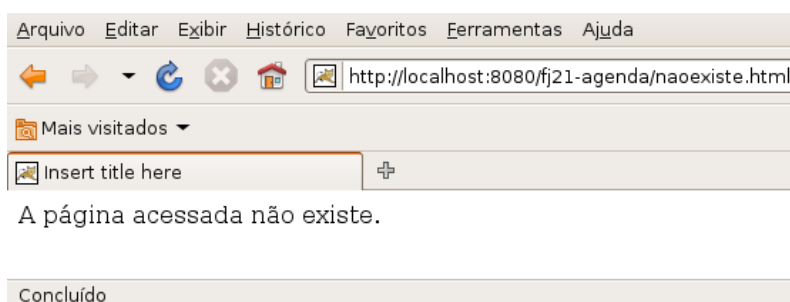 Arquivo Editar Exibir Histórico Favoritos Ferramentas Ajuda
http://localhost:8080/fj21-agenda/naoexiste.html
Mais visitados
Insert title here
A página acessada não existe.
Concluído